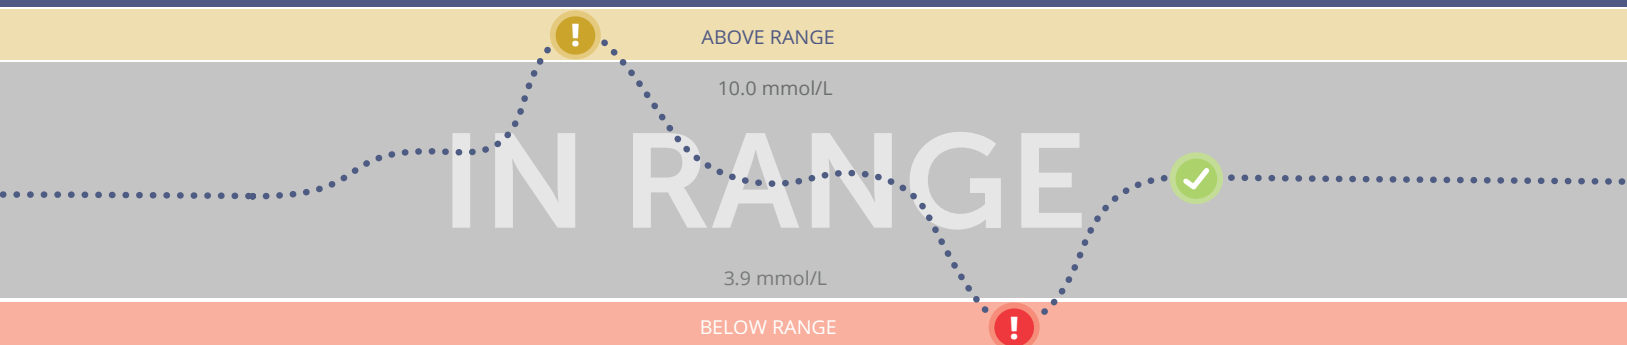 ABOVE RANGE
10.0 mmol/L
IN RANGE
3.9 mmol/L
BELOW RANGE